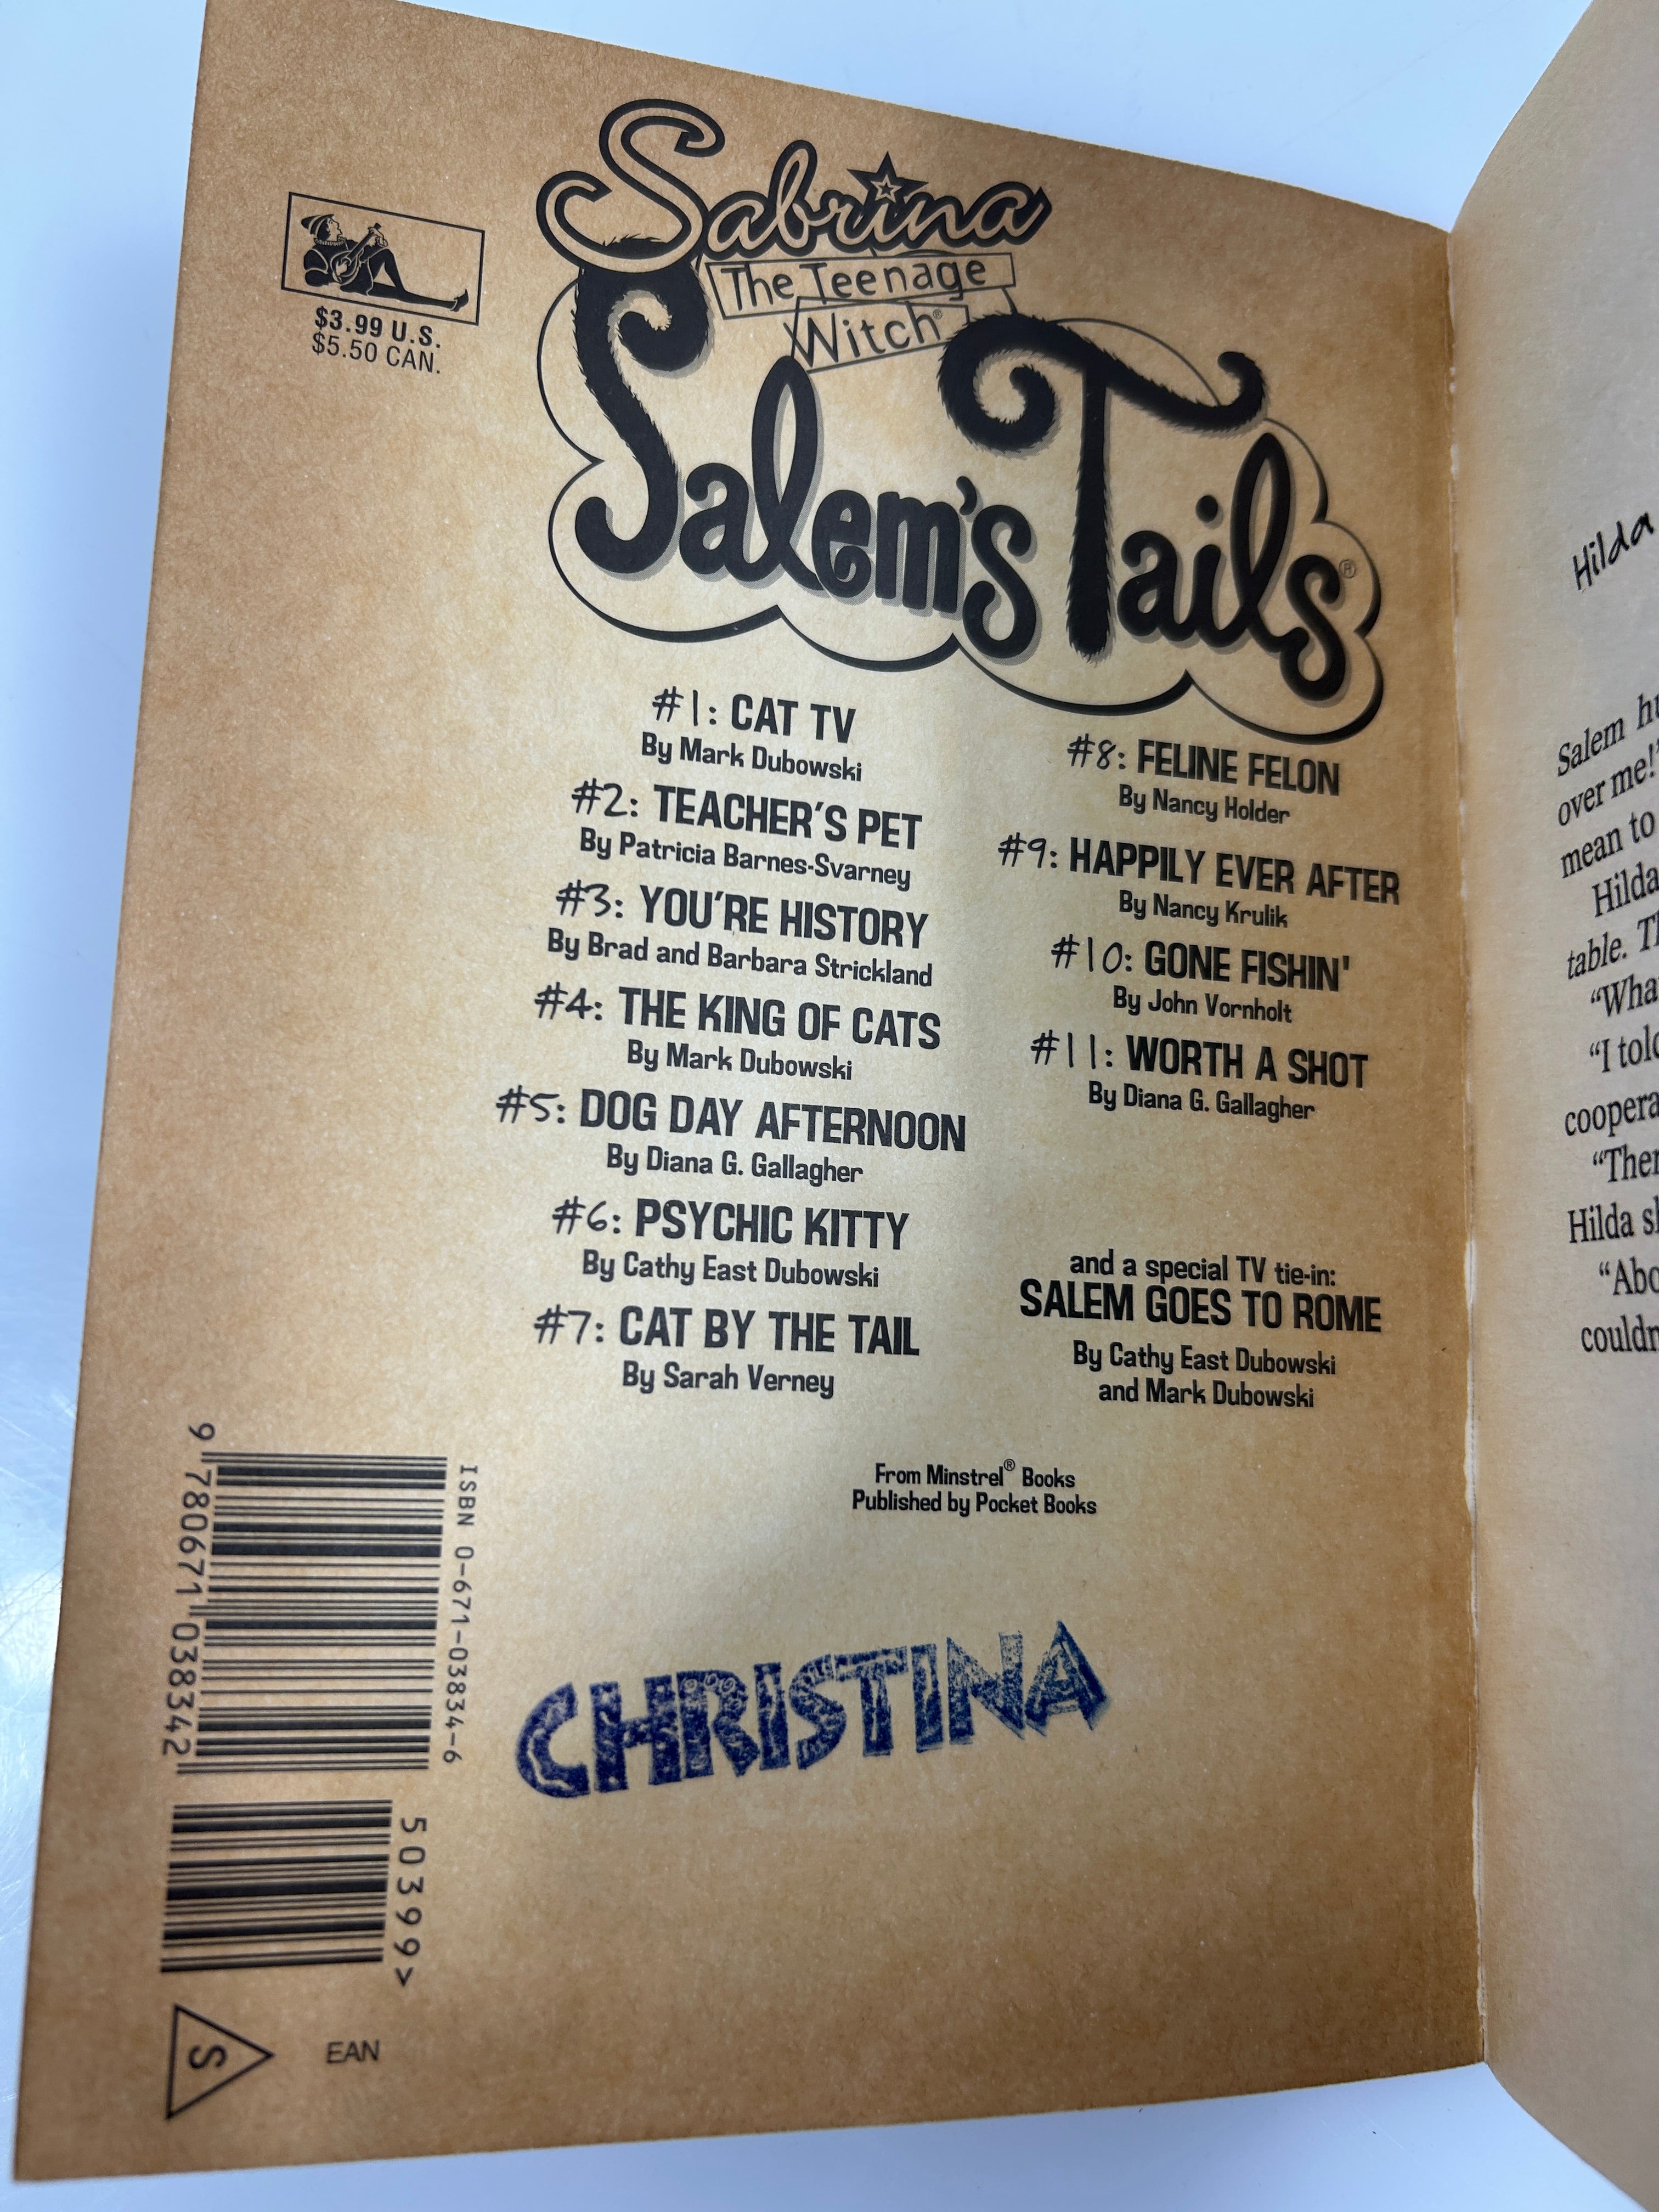 $3.99 U.S.
$5.50 CAN.
Sabrina
The Teenage
Witch®
Salem's Tails®
#1: CAT TV
By Mark Dubowski
#2: TEACHER'S PET
By Patricia Barnes-Svarney
#3: YOU'RE HISTORY
By Brad and Barbara Strickland
#4: THE KING OF CATS
By Mark Dubowski
#5: DOG DAY AFTERNOON
By Diana G. Gallagher
#6: PSYCHIC KITTY
By Cathy East Dubowski
#7: CAT BY THE TAIL
By Sarah Verney
#8: FELINE FELON
By Nancy Holder
#9: HAPPILY EVER AFTER
By Nancy Krulik
#10: GONE FISHIN'
By John Vornholt
#11: WORTH A SHOT
By Diana G. Gallagher
and a special TV tie-in:
SALEM GOES TO ROME
By Cathy East Dubowski
and Mark Dubowski
From Minstrel® Books
Published by Pocket Books
CHRISTINA
ISBN 0-671-03834-6
9 780671 038342
50399>
S
EAN
Hilda
Salem
over me!
mean to
Hilda
table.
"I
coopera
Hilda